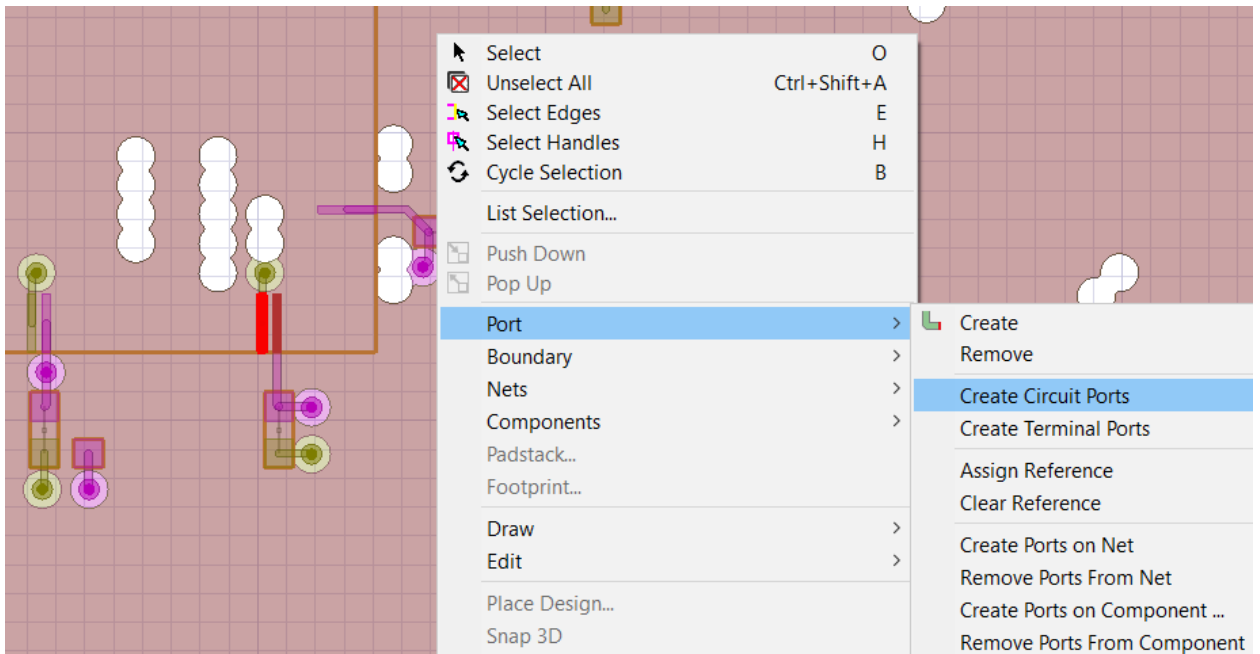 Select O
Unselect All Ctrl+Shift+A
Select Edges E
Select Handles H
Cycle Selection B
List Selection...
Push Down
Pop Up
Port
Boundary
Nets
Components
Padstack...
Footprint...
Draw
Edit
Place Design...
Snap 3D
Create
Remove
Create Circuit Ports
Create Terminal Ports
Assign Reference
Clear Reference
Create Ports on Net
Remove Ports From Net
Create Ports on Component ...
Remove Ports From Component